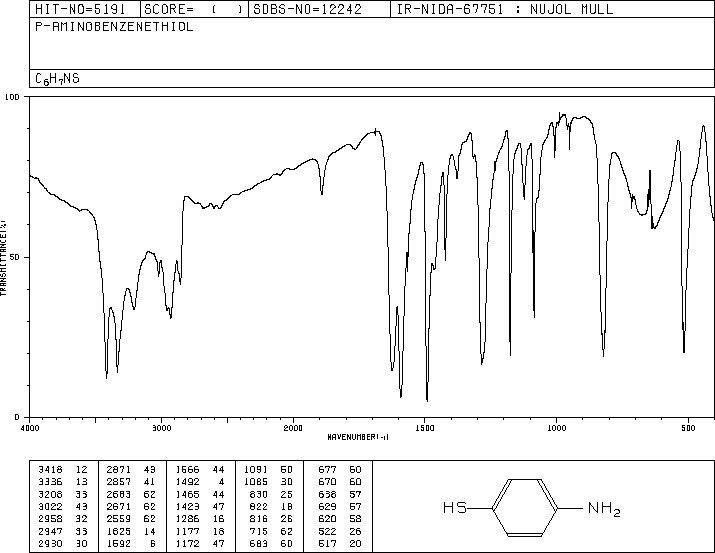 HIT-NO=5191 SCORE= ( ) SDBS-NO=12242 IR-NIDA-67751 : NUJOL MULL
P-AMINOBENZENETHIOL
C6H7NS
100
50
0
TRANSMITTANCE(%)
4000 3000 2000 1500 1000 500
WAVENUMBER(-1)
3418 12 2871 49 1566 44 1091 60 677 60
3336 13 2857 41 1492 4 1085 30 670 60
3208 33 2683 62 1465 44 830 25 638 57
3022 43 2671 62 1423 47 822 18 629 57
2958 32 2559 62 1286 16 816 26 620 58
2947 33 1625 14 1177 18 715 62 522 26
2930 30 1592 6 1172 47 683 60 517 20
HS NH2